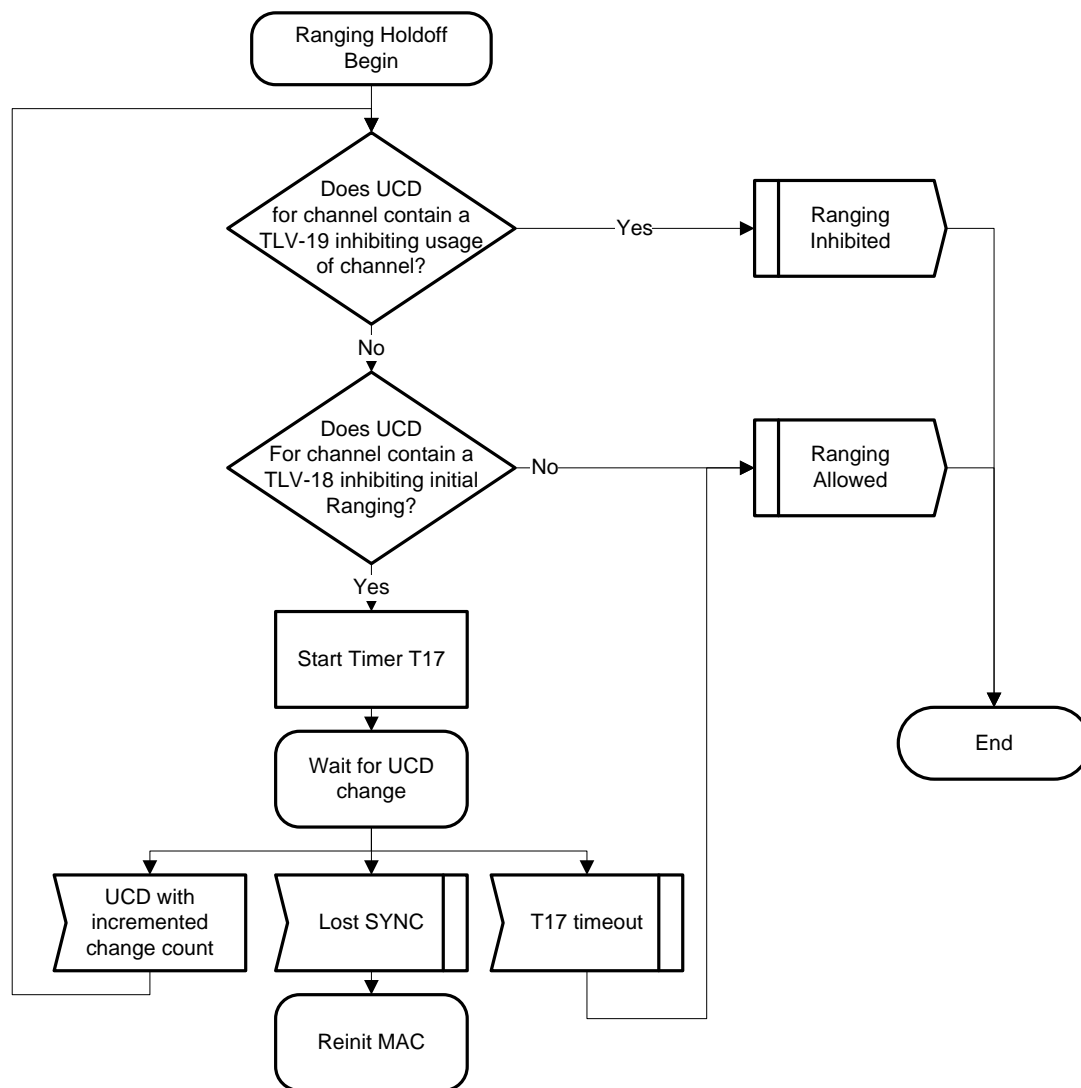 Ranging Holdoff
Begin
Does UCD
for channel contain a
TLV-19 inhibiting usage
of channel?
Yes
Ranging
Inhibited
No
Does UCD
For channel contain a
TLV-18 inhibiting initial
Ranging?
No
Ranging
Allowed
Yes
Start Timer T17
Wait for UCD
change
End
UCD with
incremented
change count
Lost SYNC
T17 timeout
Reinit MAC